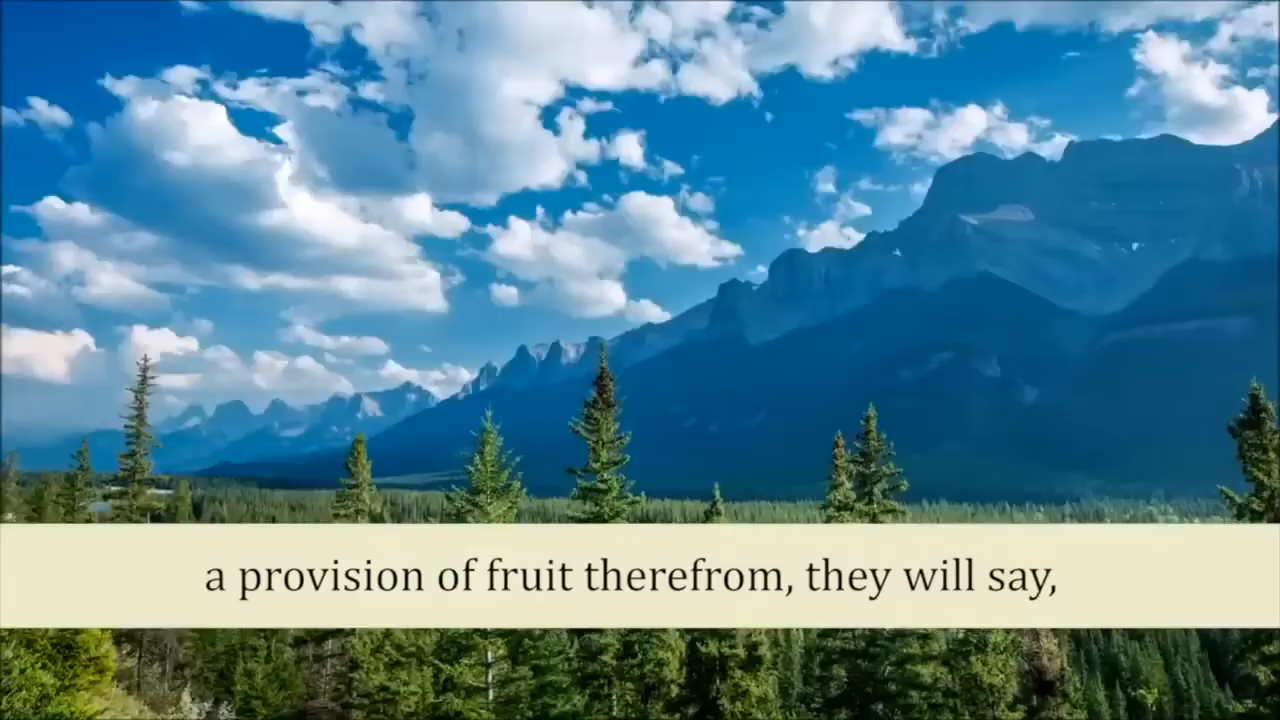 a provision of fruit therefrom, they will say,